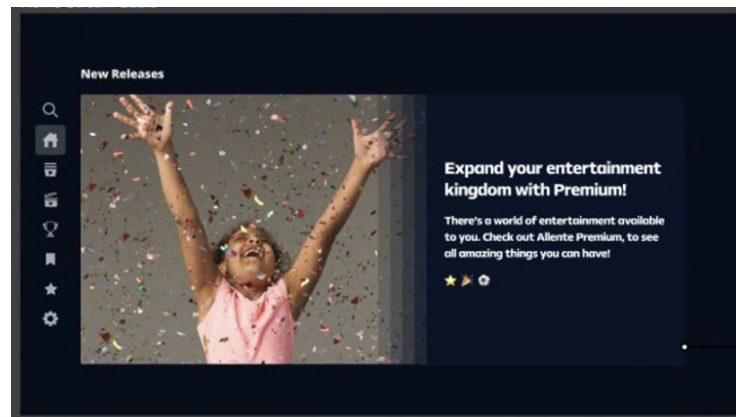 New Releases
Expand your entertainment
kingdom with Premium!
There's a world of entertainment available
to you. Check out Allente Premium, to see
all amazing things you can have!